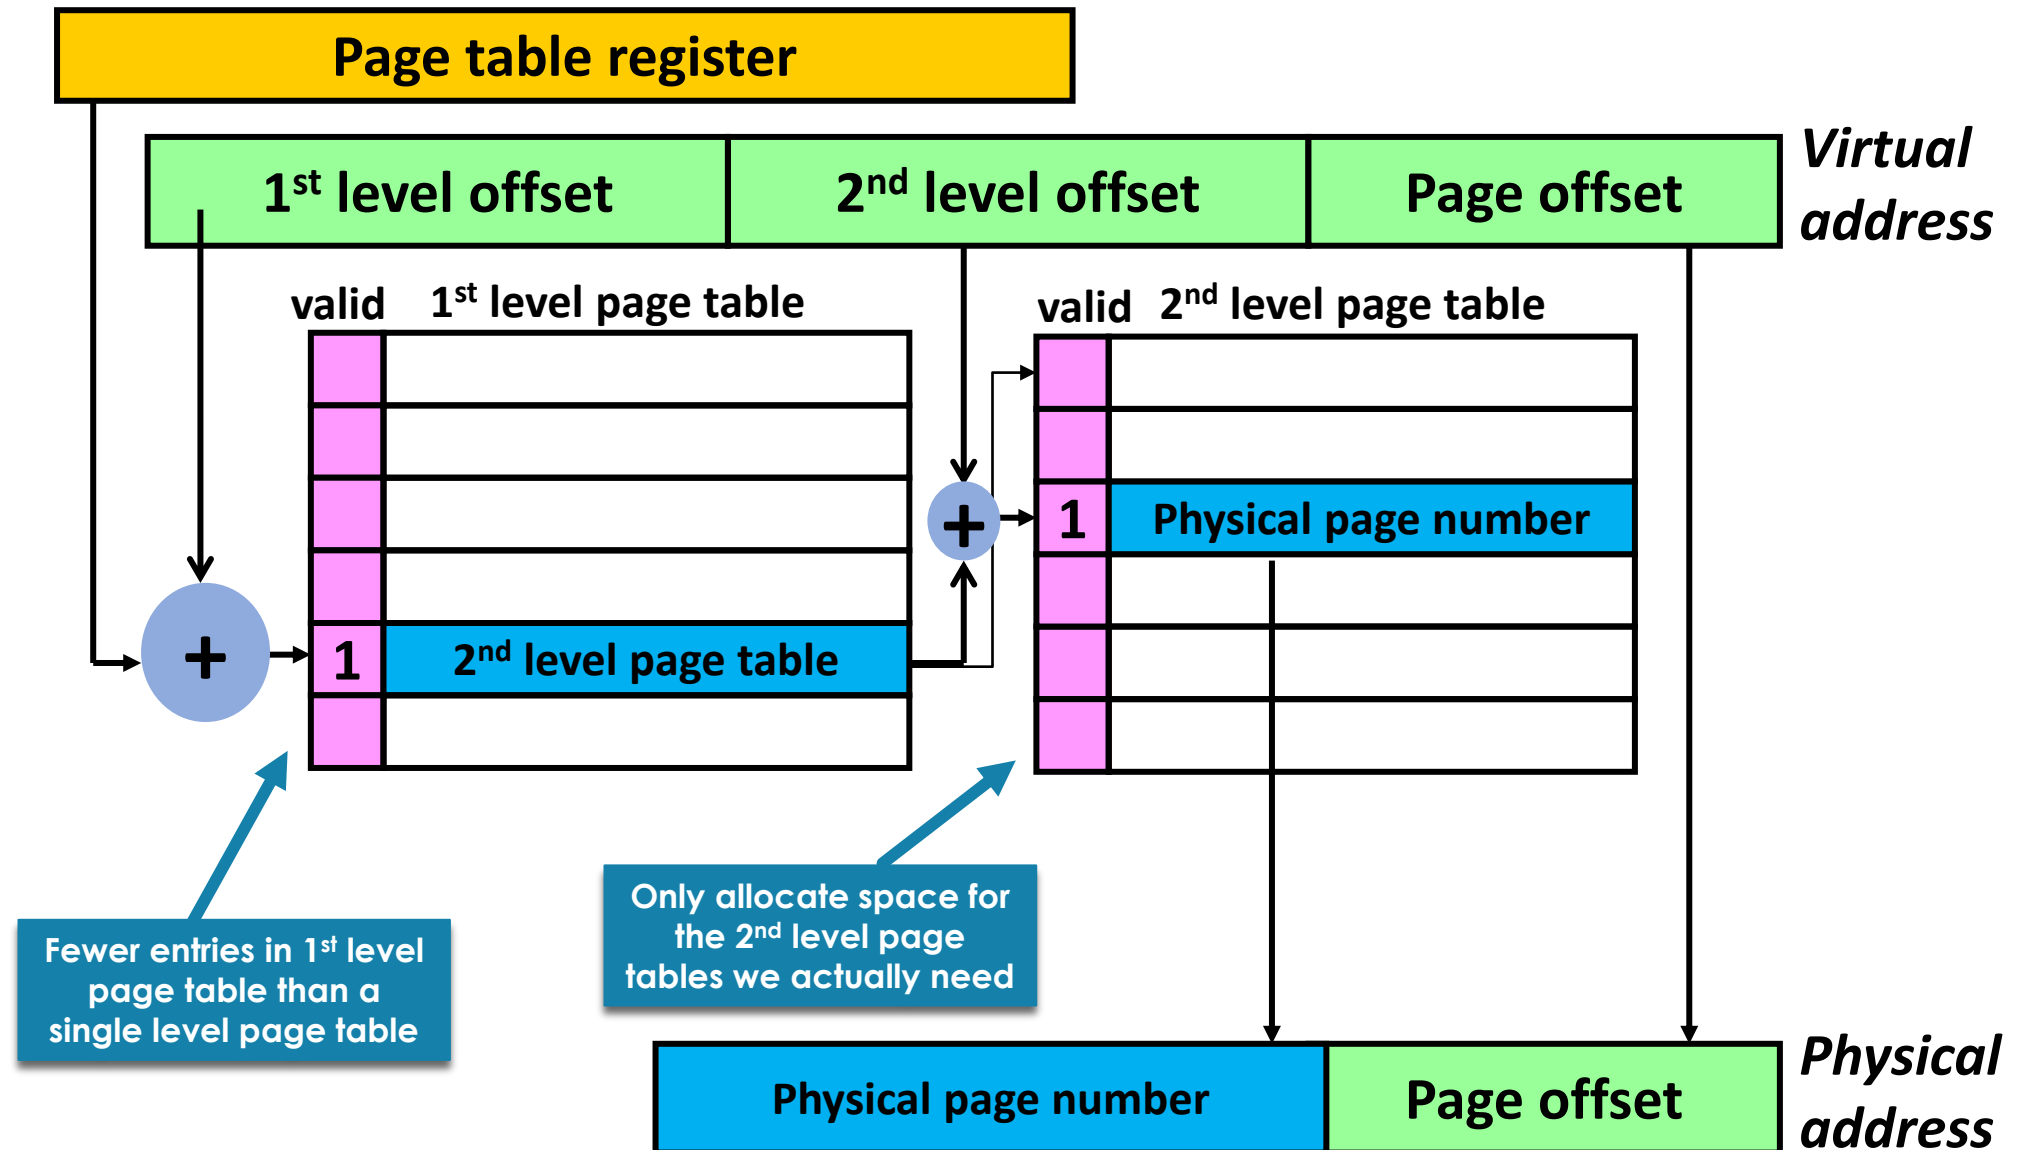 Page table register
1st level offset
2nd level offset
Page offset
Virtual
address
valid
1st level page table
valid
2nd level page table
1
Physical page number
+
+
1
2nd level page table
Fewer entries in 1st level
page table than a
single level page table
Only allocate space for
the 2nd level page
tables we actually need
Physical page number
Page offset
Physical
address